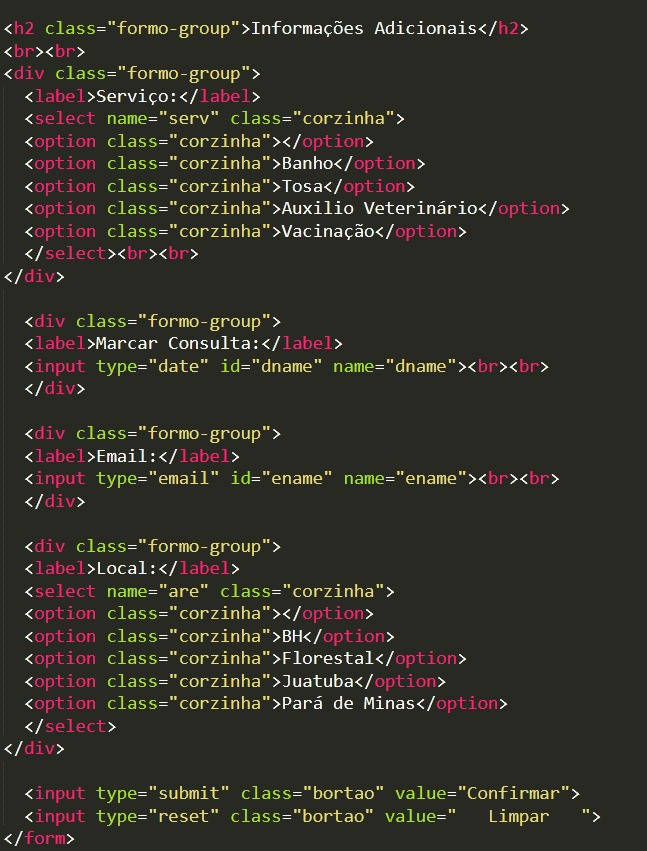 <h2 class="formo-group">Informações Adicionais</h2>
<br><br>
<div class="formo-group">
<label>Serviço:</label>
<select name="serv" class="corzinha">
<option class="corzinha"></option>
<option class="corzinha">Banho</option>
<option class="corzinha">Tosa</option>
<option class="corzinha">Auxilio Veterinário</option>
<option class="corzinha">Vacinação</option>
</select><br><br>
</div>
<div class="formo-group">
<label>Marcar Consulta:</label>
<input type="date" id="dname" name="dname"><br><br>
</div>
<div class="formo-group">
<label>Email:</label>
<input type="email" id="ename" name="ename"><br><br>
</div>
<div class="formo-group">
<label>Local:</label>
<select name="are" class="corzinha">
<option class="corzinha"></option>
<option class="corzinha">BH</option>
<option class="corzinha">Florestal</option>
<option class="corzinha">Juatuba</option>
<option class="corzinha">Pará de Minas</option>
</select>
</div>
<input type="submit" class="bortao" value="Confirmar">
<input type="reset" class="bortao" value="   Limpar   ">
</form>